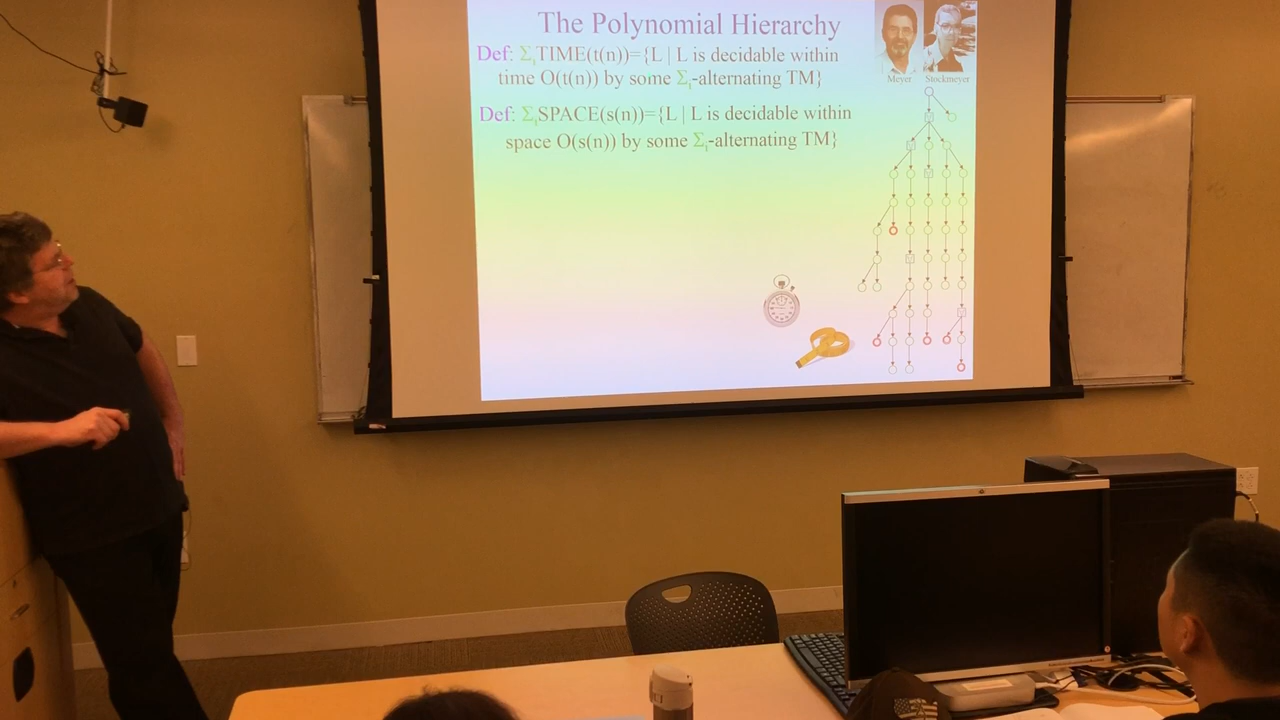 The Polynomial Hierarchy
Def: ΣᵢTIME(t(n))={L | L is decidable within
time O(t(n)) by some Σᵢ-alternating TM}
Def: ΣᵢSPACE(s(n))={L | L is decidable within
space O(s(n)) by some Σᵢ-alternating TM}
Meyer
Stockmeyer